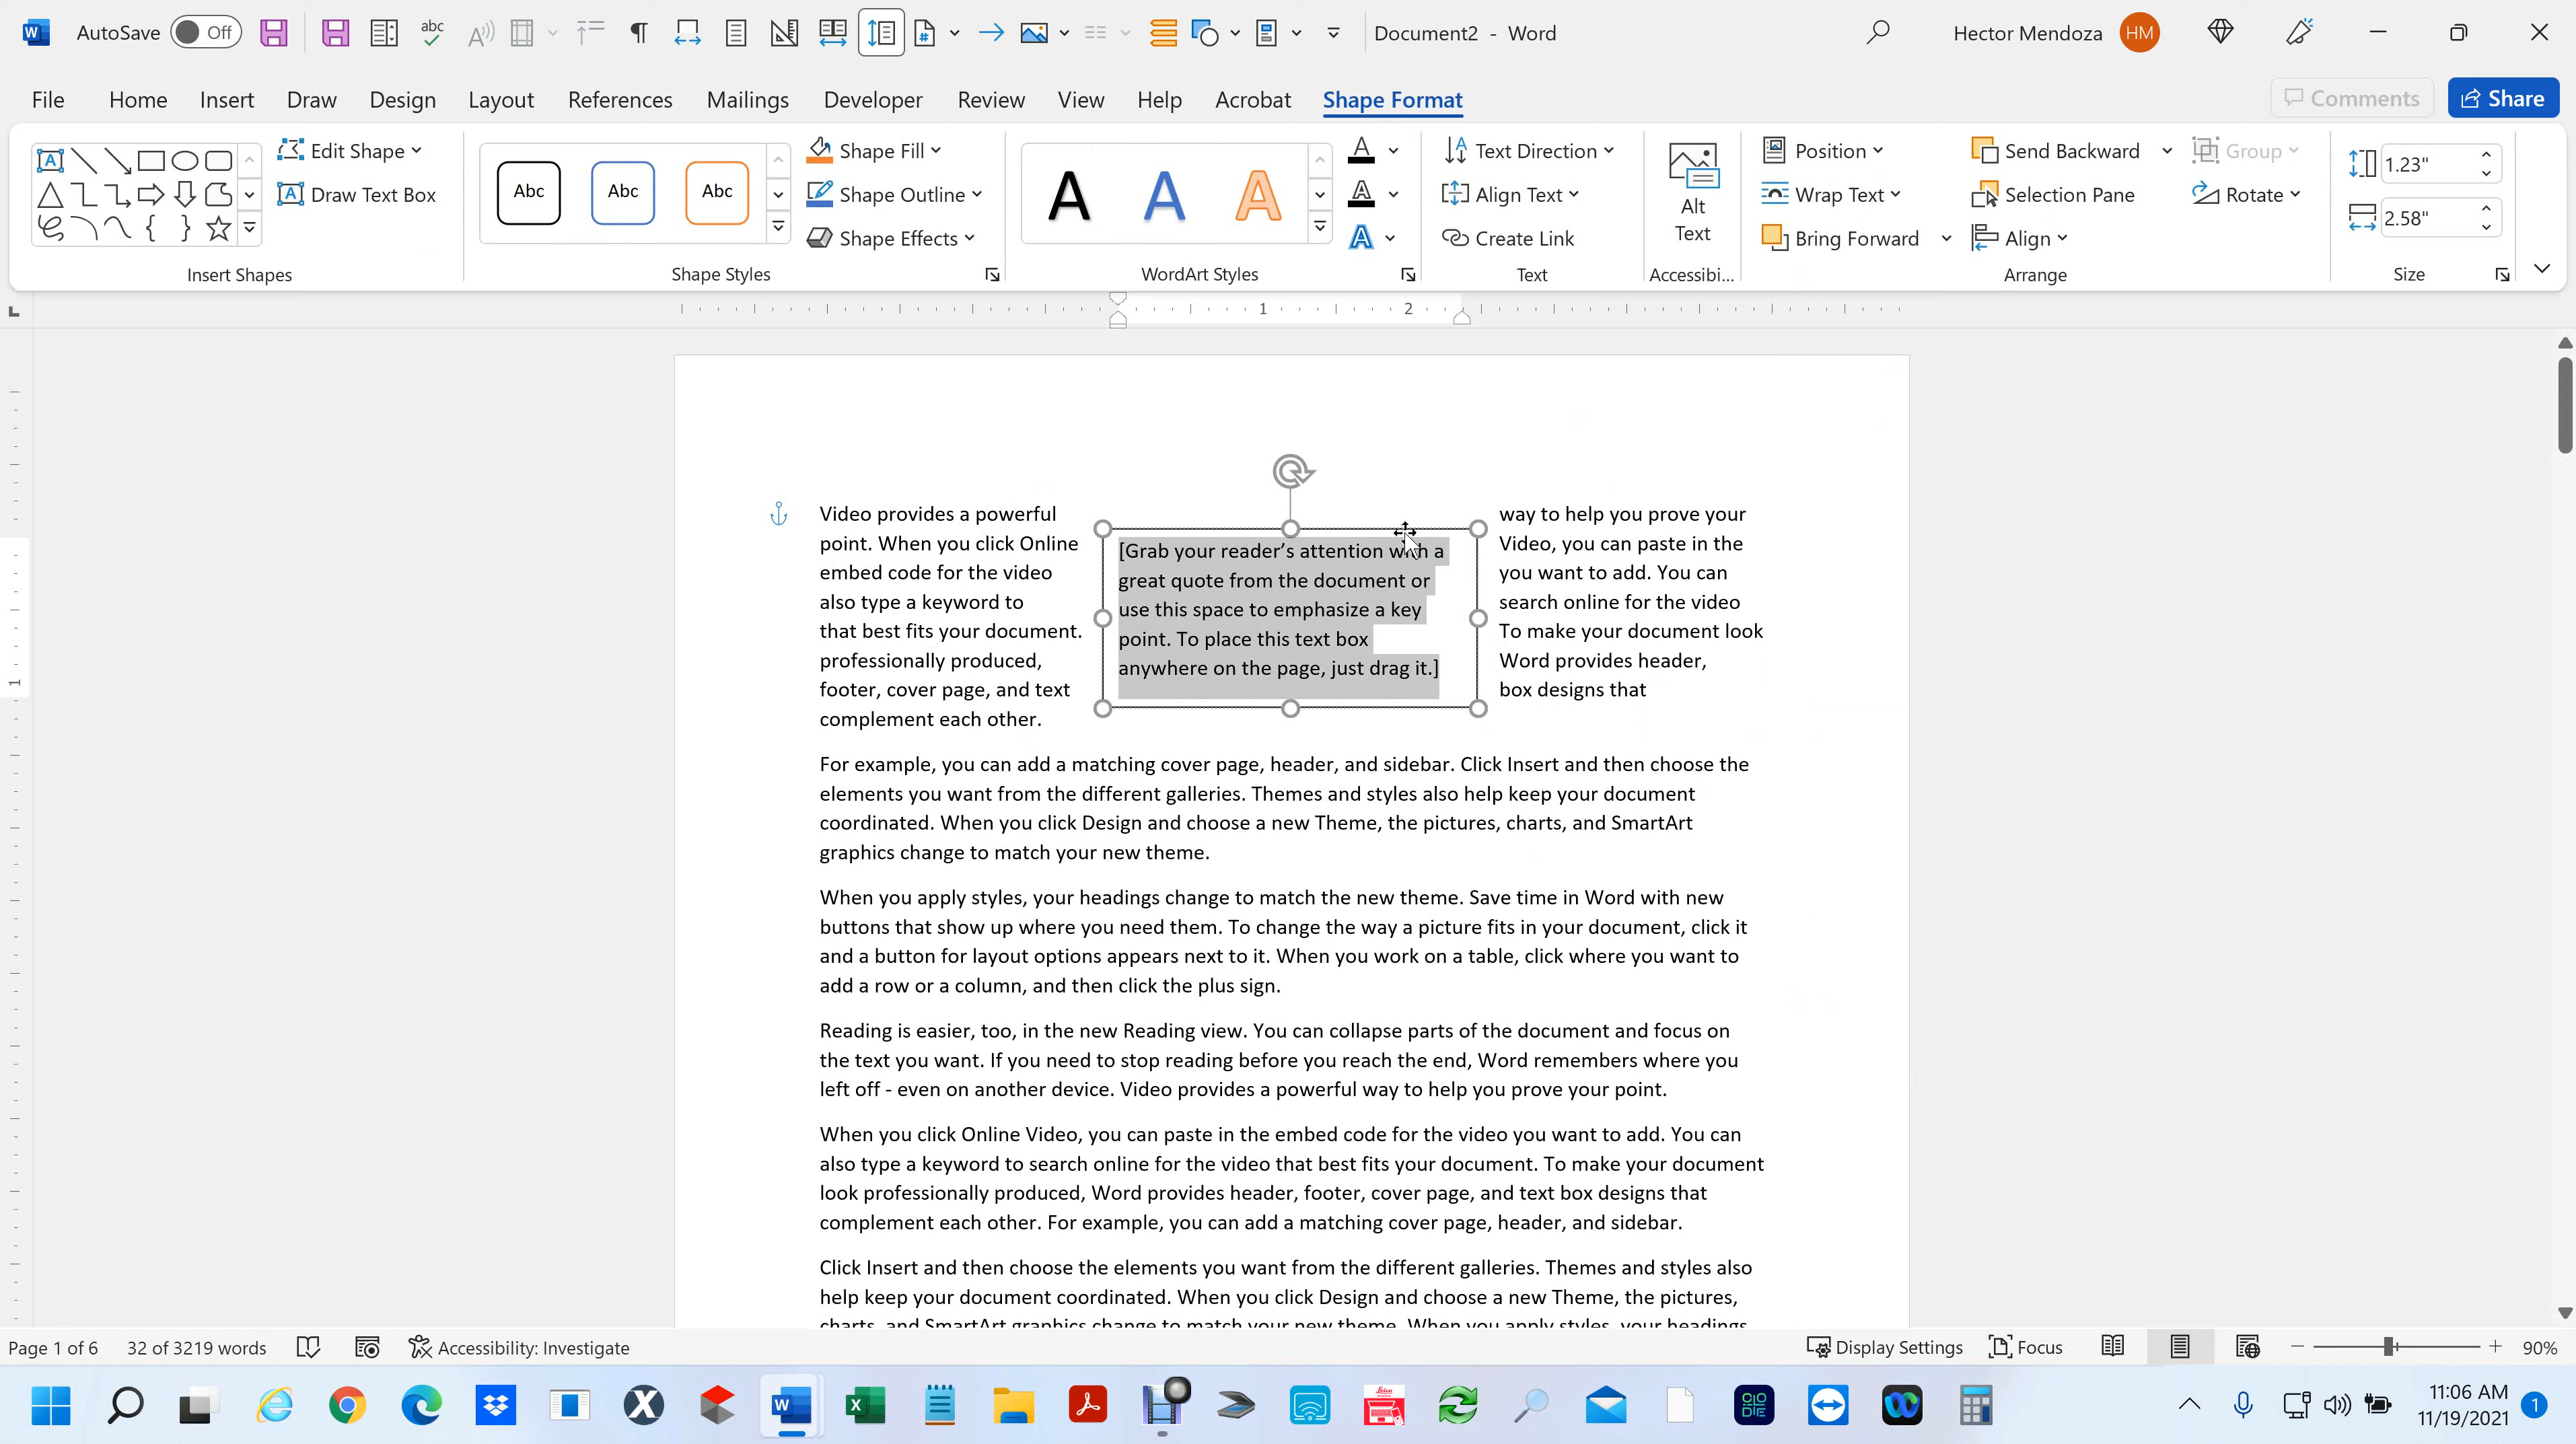 AutoSave Off abc Document2 - Word Hector Mendoza HM
File Home Insert Draw Design Layout References Mailings Developer Review View Help Acrobat Shape Format Comments Share
Edit Shape
Draw Text Box
Insert Shapes
Abc Abc Abc
Shape Fill
Shape Outline
Shape Effects
Shape Styles
A A A
WordArt Styles
Text Direction
Align Text
Create Link
Text
Alt
Text
Accessibi...
Position
Wrap Text
Bring Forward
Send Backward
Selection Pane
Align
Group
Rotate
Arrange
1.23"
2.58"
Size
1 2
1
Video provides a powerful
point. When you click Online
embed code for the video
also type a keyword to
that best fits your document.
professionally produced,
footer, cover page, and text
complement each other.
[Grab your reader’s attention with a
great quote from the document or
use this space to emphasize a key
point. To place this text box
anywhere on the page, just drag it.]
way to help you prove your
Video, you can paste in the
you want to add. You can
search online for the video
To make your document look
Word provides header,
box designs that
For example, you can add a matching cover page, header, and sidebar. Click Insert and then choose the
elements you want from the different galleries. Themes and styles also help keep your document
coordinated. When you click Design and choose a new Theme, the pictures, charts, and SmartArt
graphics change to match your new theme.
When you apply styles, your headings change to match the new theme. Save time in Word with new
buttons that show up where you need them. To change the way a picture fits in your document, click it
and a button for layout options appears next to it. When you work on a table, click where you want to
add a row or a column, and then click the plus sign.
Reading is easier, too, in the new Reading view. You can collapse parts of the document and focus on
the text you want. If you need to stop reading before you reach the end, Word remembers where you
left off - even on another device. Video provides a powerful way to help you prove your point.
When you click Online Video, you can paste in the embed code for the video you want to add. You can
also type a keyword to search online for the video that best fits your document. To make your document
look professionally produced, Word provides header, footer, cover page, and text box designs that
complement each other. For example, you can add a matching cover page, header, and sidebar.
Click Insert and then choose the elements you want from the different galleries. Themes and styles also
help keep your document coordinated. When you click Design and choose a new Theme, the pictures,
charts, and SmartArt graphics change to match your new theme. When you apply styles, your headings
Page 1 of 6 32 of 3219 words Accessibility: Investigate Display Settings Focus 90%
11:06 AM
11/19/2021
1